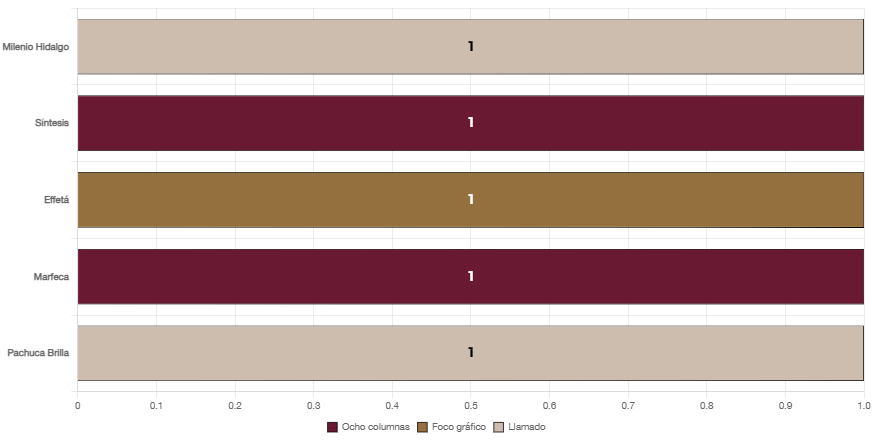 Milenio Hidalgo
1
Síntesis
1
Effetá
1
Marfeca
1
Pachuca Brilla
1
0 0.1 0.2 0.3 0.4 0.5 0.6 0.7 0.8 0.9 1.0
Ocho columnas Foco gráfico Llamado